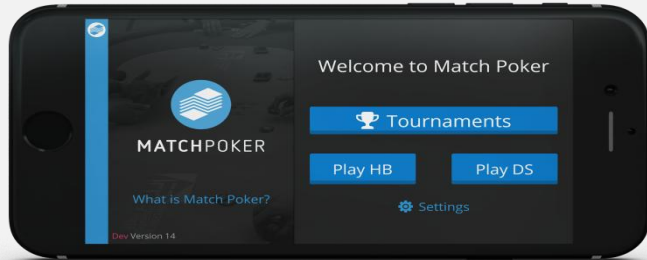 MATCHPOKER
What is Match Poker?
Dev Version 14
Welcome to Match Poker
Tournaments
Play HB
Play DS
Settings